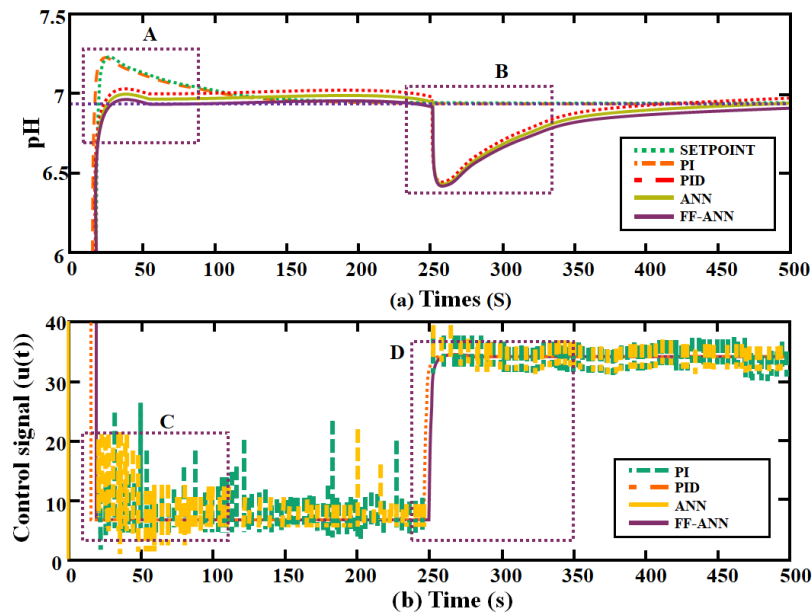 7.5
A
B
7
pH
6.5
SETPOINT
PI
PID
ANN
FF-ANN
6
0 50 100 150 200 250 300 350 400 450 500
(a) Times (S)
40
D
30
Control signal (u(t))
C
20
PI
10
PID
ANN
FF-ANN
0
0 50 100 150 200 250 300 350 400 450 500
(b) Time (s)